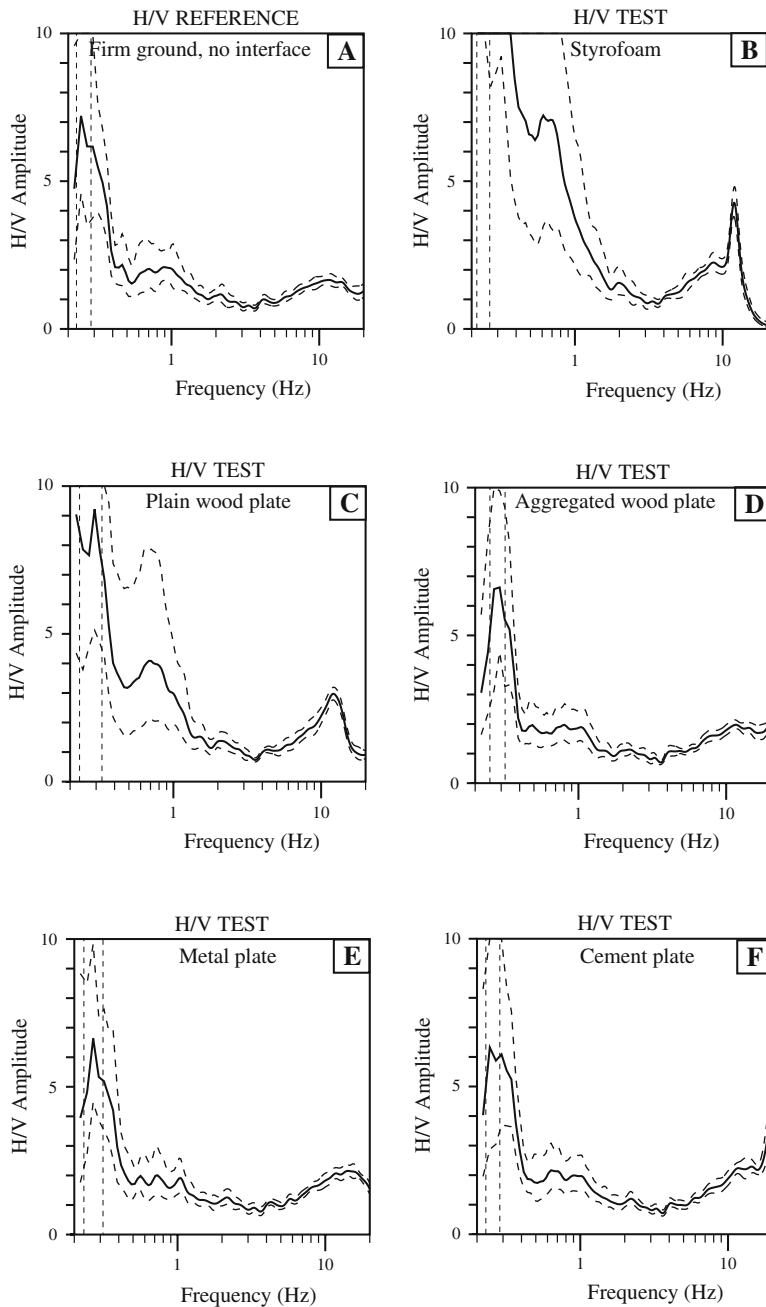 H/V REFERENCE
Firm ground, no interface
A
10
5
0
H/V Amplitude
1
10
Frequency (Hz)
H/V TEST
Styrofoam
B
10
5
0
H/V Amplitude
1
10
Frequency (Hz)
H/V TEST
Plain wood plate
C
10
5
0
H/V Amplitude
1
10
Frequency (Hz)
H/V TEST
Aggregated wood plate
D
10
5
0
H/V Amplitude
1
10
Frequency (Hz)
H/V TEST
Metal plate
E
10
5
0
H/V Amplitude
1
10
Frequency (Hz)
H/V TEST
Cement plate
F
10
5
0
H/V Amplitude
1
10
Frequency (Hz)